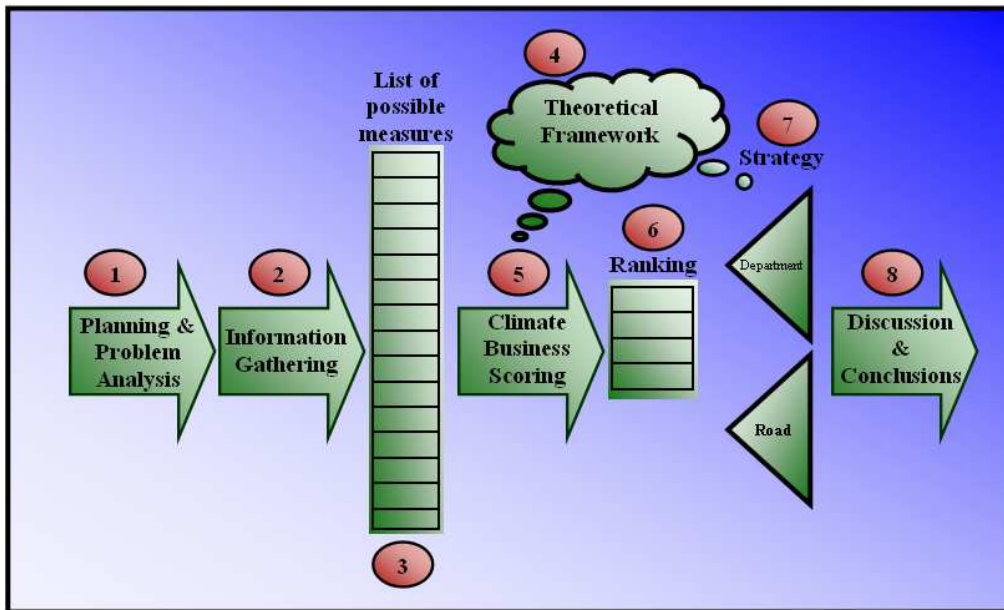 1
Planning &
Problem
Analysis
2
Information
Gathering
List of
possible
measures
3
4
Theoretical
Framework
5
Climate
Business
Scoring
6
Ranking
7
Strategy
Department
Road
8
Discussion
&
Conclusions